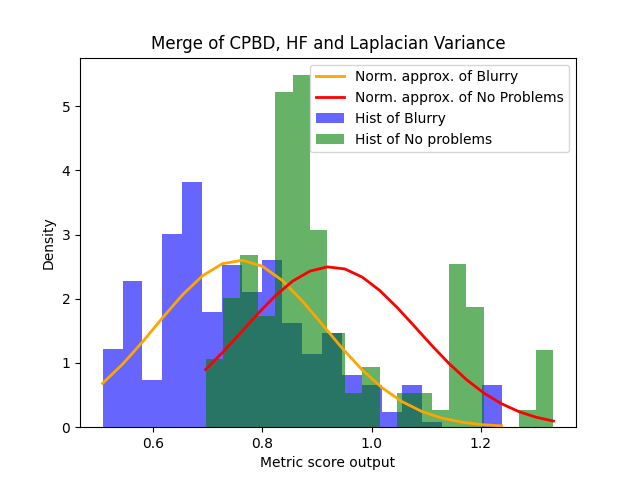 Merge of CPBD, HF and Laplacian Variance
Norm. approx. of Blurry
Norm. approx. of No Problems
Hist of Blurry
Hist of No problems
Density
5
4
3
2
1
0
0.6 0.8 1.0 1.2
Metric score output